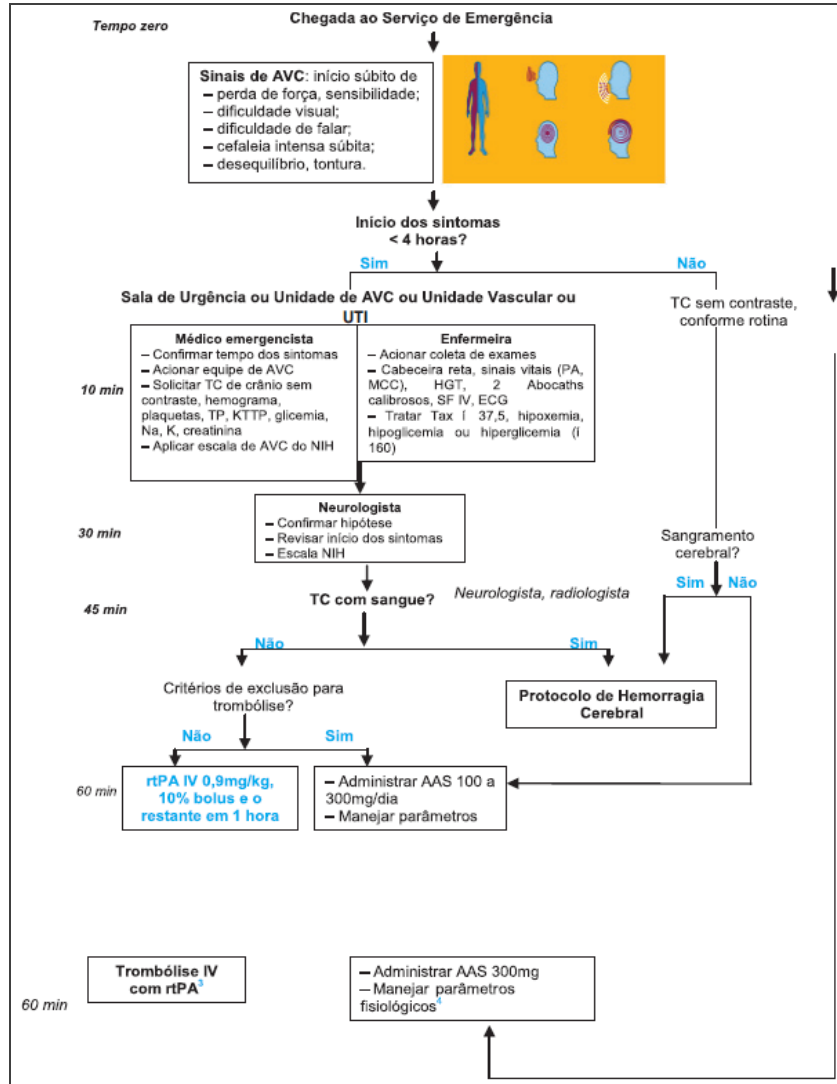 Chegada ao Serviço de Emergência
Tempo zero
Sinais de AVC: início súbito de
– perda de força, sensibilidade;
– dificuldade visual;
– dificuldade de falar;
– cefaleia intensa súbita;
– desequilíbrio, tontura.
Início dos sintomas
< 4 horas?
Sim
Não
Sala de Urgência ou Unidade de AVC ou Unidade Vascular ou
UTI
TC sem contraste,
conforme rotina
10 min
Médico emergencista
– Confirmar tempo dos sintomas
– Acionar equipe de AVC
– Solicitar TC de crânio sem
contraste, hemograma,
plaquetas, TP, KTTP, glicemia,
Na, K, creatinina
– Aplicar escala de AVC do NIH
Enfermeira
– Acionar coleta de exames
– Cabeceira reta, sinais vitais (PA,
MCC), HGT, 2 Abocaths
calibrosos, SF IV, ECG
– Tratar Tax í 37,5, hipoxemia,
hipoglicemia ou hiperglicemia (í
160)
30 min
Neurologista
– Confirmar hipótese
– Revisar início dos sintomas
– Escala NIH
Sangramento
cerebral?
Sim
Não
45 min
TC com sangue?
Neurologista, radiologista
Não
Sim
Critérios de exclusão para
trombólise?
Protocolo de Hemorragia
Cerebral
Não
Sim
60 min
rtPA IV 0,9mg/kg,
10% bolus e o
restante em 1 hora
– Administrar AAS 100 a
300mg/dia
– Manejar parâmetros
60 min
Trombólise IV
com rtPA3
– Administrar AAS 300mg
– Manejar parâmetros
fisiológicos4